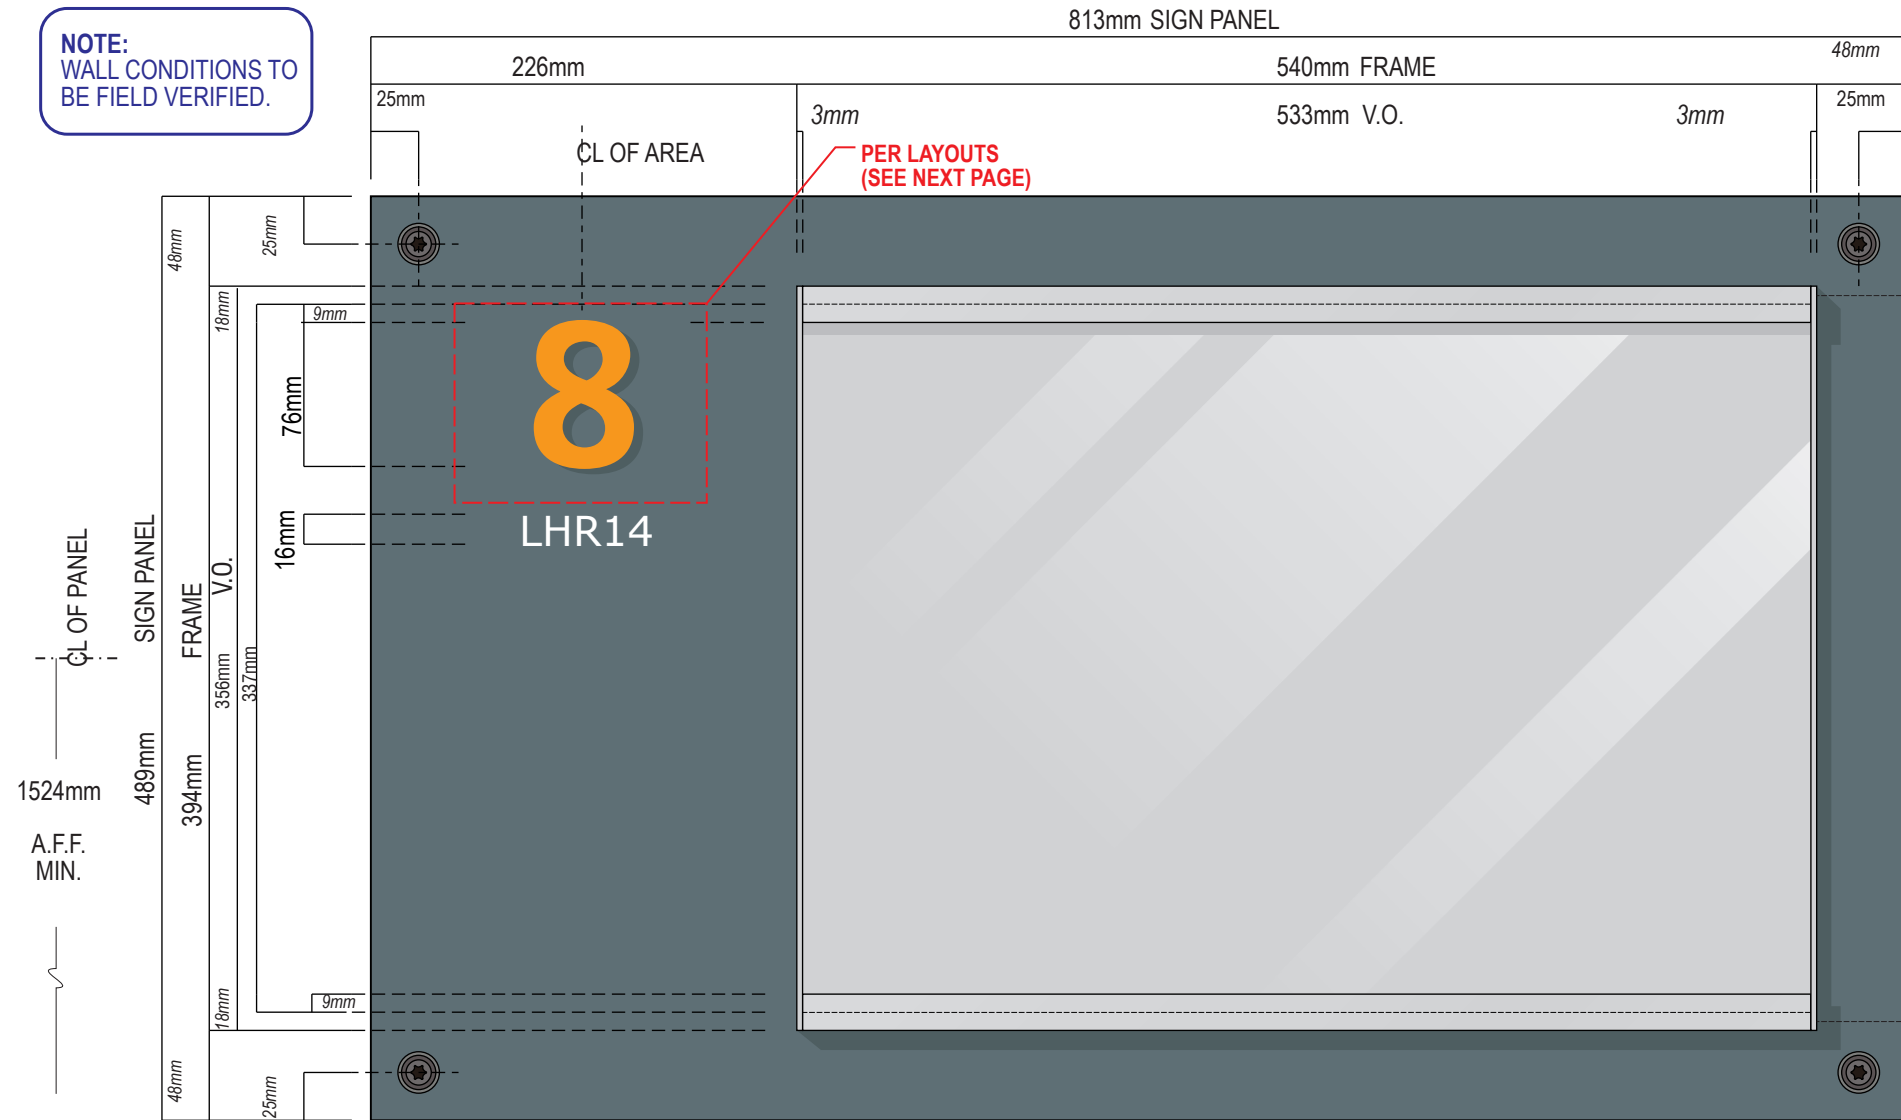 813mm SIGN PANEL
NOTE:
WALL CONDITIONS TO
BE FIELD VERIFIED.
226mm
540mm FRAME
48mm
25mm
3mm
533mm V.O.
3mm
25mm
CL OF AREA
PER LAYOUTS
(SEE NEXT PAGE)
48mm
25mm
18mm
9mm
8
76mm
16mm
LHR14
CL OF PANEL
SIGN PANEL
489mm
FRAME
394mm
V.O.
356mm
337mm
1524mm
A.F.F.
MIN.
18mm
9mm
48mm
25mm